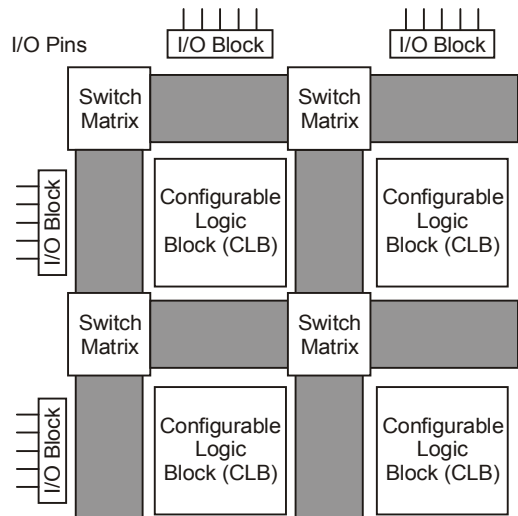 I/O Pins
I/O Block
I/O Block
Switch
Matrix
Switch
Matrix
I/O Block
Configurable
Logic
Block (CLB)
Configurable
Logic
Block (CLB)
Switch
Matrix
Switch
Matrix
I/O Block
Configurable
Logic
Block (CLB)
Configurable
Logic
Block (CLB)